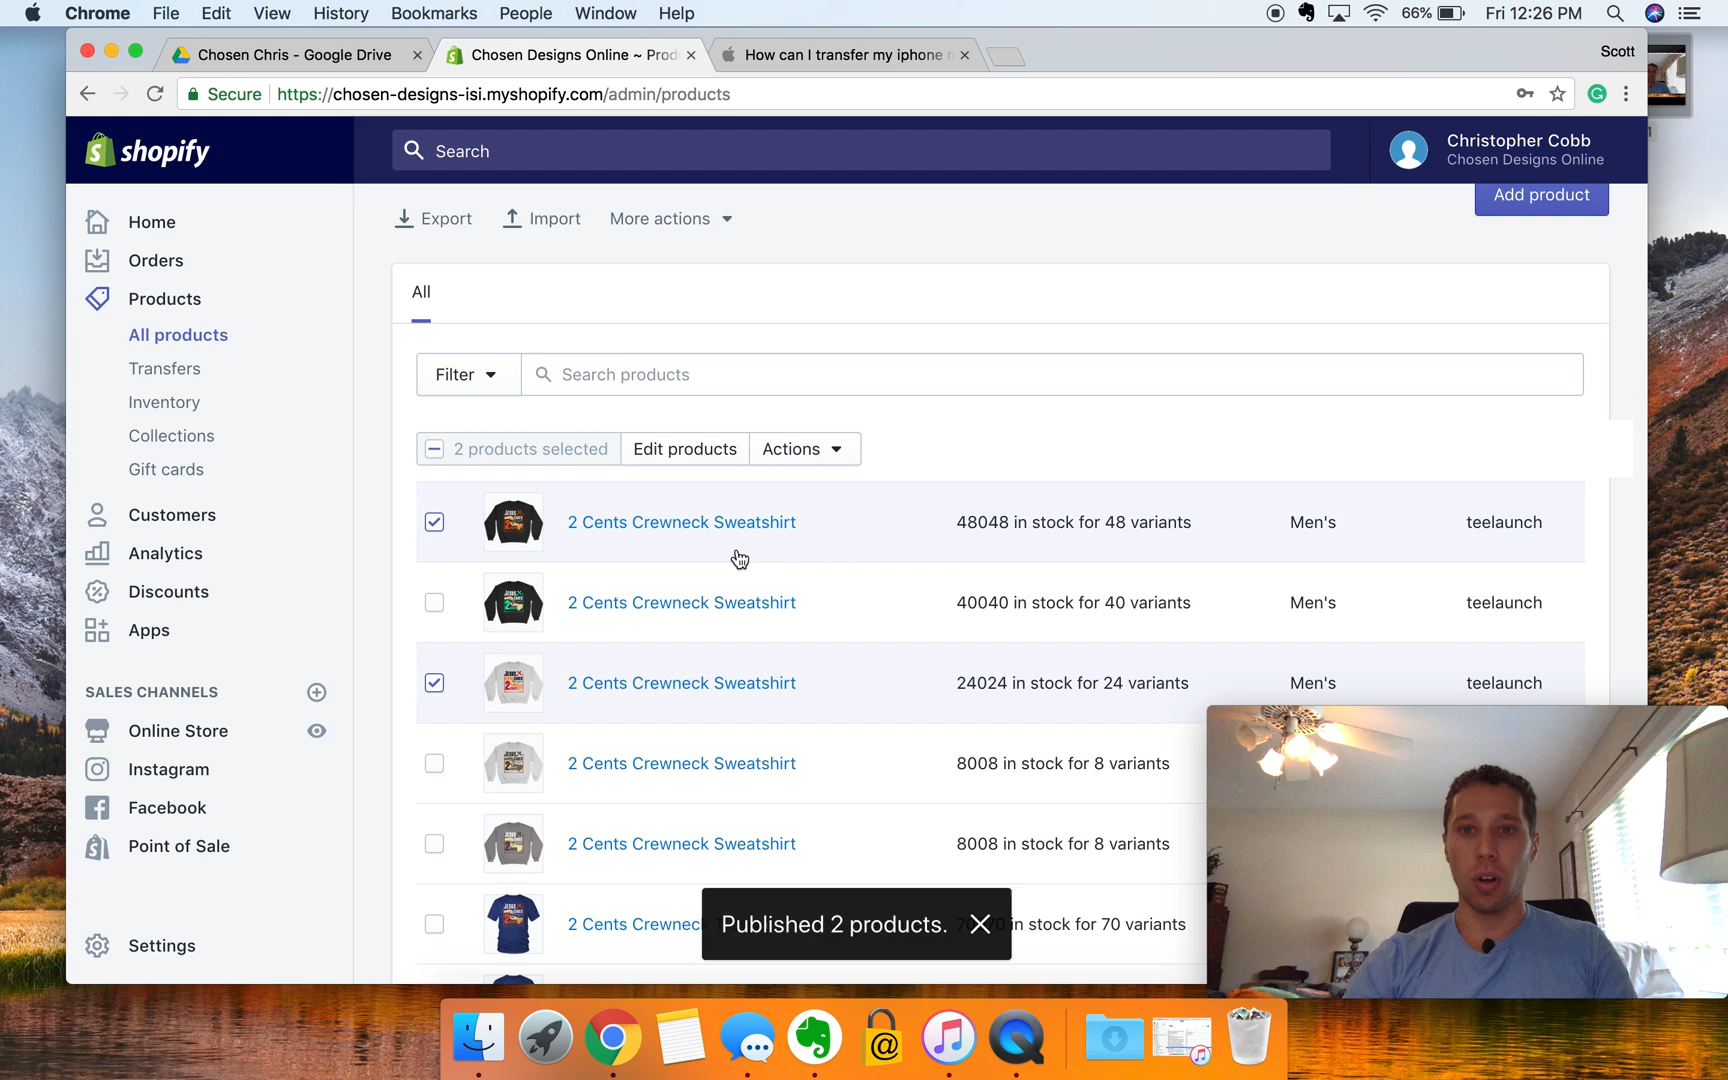 Chrome File Edit View History Bookmarks People Window Help 66% Fri 12:26 PM
Chosen Chris - Google Drive Chosen Designs Online ~ Prod How can I transfer my iphone Scott
Secure https://chosen-designs-isi.myshopify.com/admin/products
shopify
Search
Christopher Cobb
Chosen Designs Online
Home
Orders
Products
All products
Transfers
Inventory
Collections
Gift cards
Customers
Analytics
Discounts
Apps
SALES CHANNELS
Online Store
Instagram
Facebook
Point of Sale
Settings
Export Import More actions
Add product
All
Filter Search products
2 products selected Edit products Actions
2 Cents Crewneck Sweatshirt 48048 in stock for 48 variants Men's teelaunch
2 Cents Crewneck Sweatshirt 40040 in stock for 40 variants Men's teelaunch
2 Cents Crewneck Sweatshirt 24024 in stock for 24 variants Men's teelaunch
2 Cents Crewneck Sweatshirt 8008 in stock for 8 variants
2 Cents Crewneck Sweatshirt 8008 in stock for 8 variants
2 Cents Crewneck in stock for 70 variants
Published 2 products.